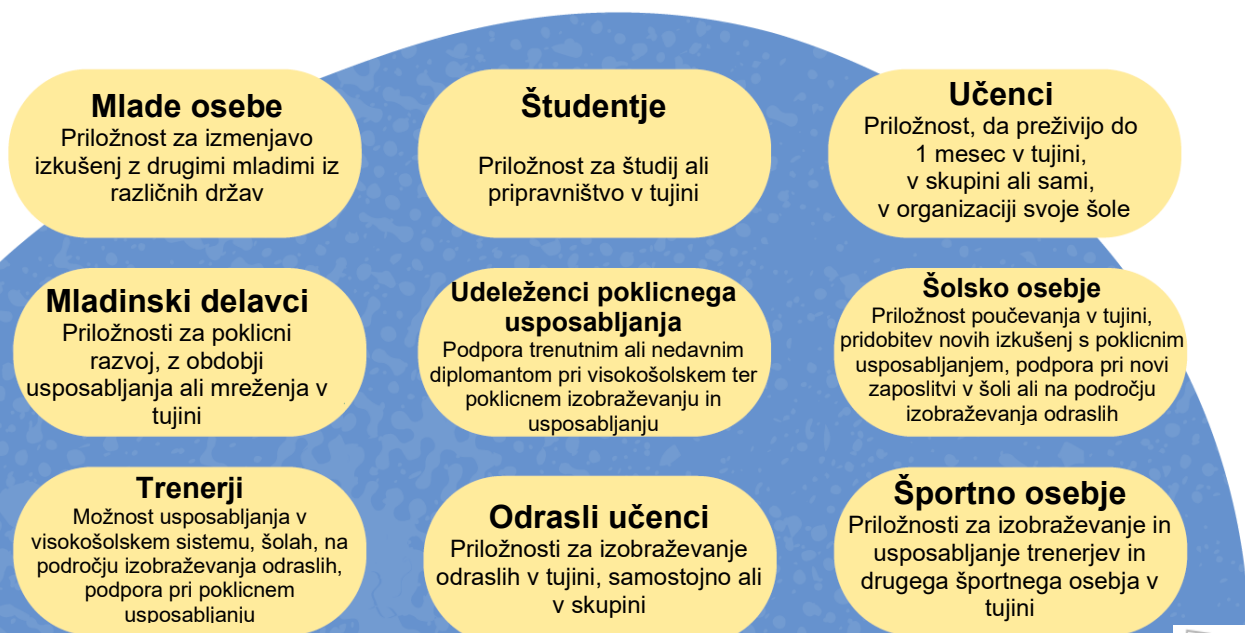 Mlade osebe
Priložnost za izmenjavo
izkušenj z drugimi mladimi iz
različnih držav
Študentje
Priložnost za študij ali
pripravništvo v tujini
Učenci
Priložnost, da preživijo do
1 mesec v tujini,
v skupini ali sami,
v organizaciji svoje šole
Mladinski delavci
Priložnosti za poklicni
razvoj, z obdobji
usposabljanja ali mreženja v
tujini
Udeleženci poklicnega
usposabljanja
Podpora trenutnim ali nedavnim
diplomantom pri visokošolskem ter
poklicnem izobraževanju in
usposabljanju
Šolsko osebje
Priložnost poučevanja v tujini,
pridobitev novih izkušenj s poklicnim
usposabljanjem, podpora pri novi
zaposlitvi v šoli ali na področju
izobraževanja odraslih
Trenerji
Možnost usposabljanja v
visokošolskem sistemu, šolah, na
področju izobraževanja odraslih,
podpora pri poklicnem
usposabljanju
Odrasli učenci
Priložnosti za izobraževanje
odraslih v tujini, samostojno ali
v skupini
Športno osebje
Priložnosti za izobraževanje in
usposabljanje trenerjev in
drugega športnega osebja v
tujini